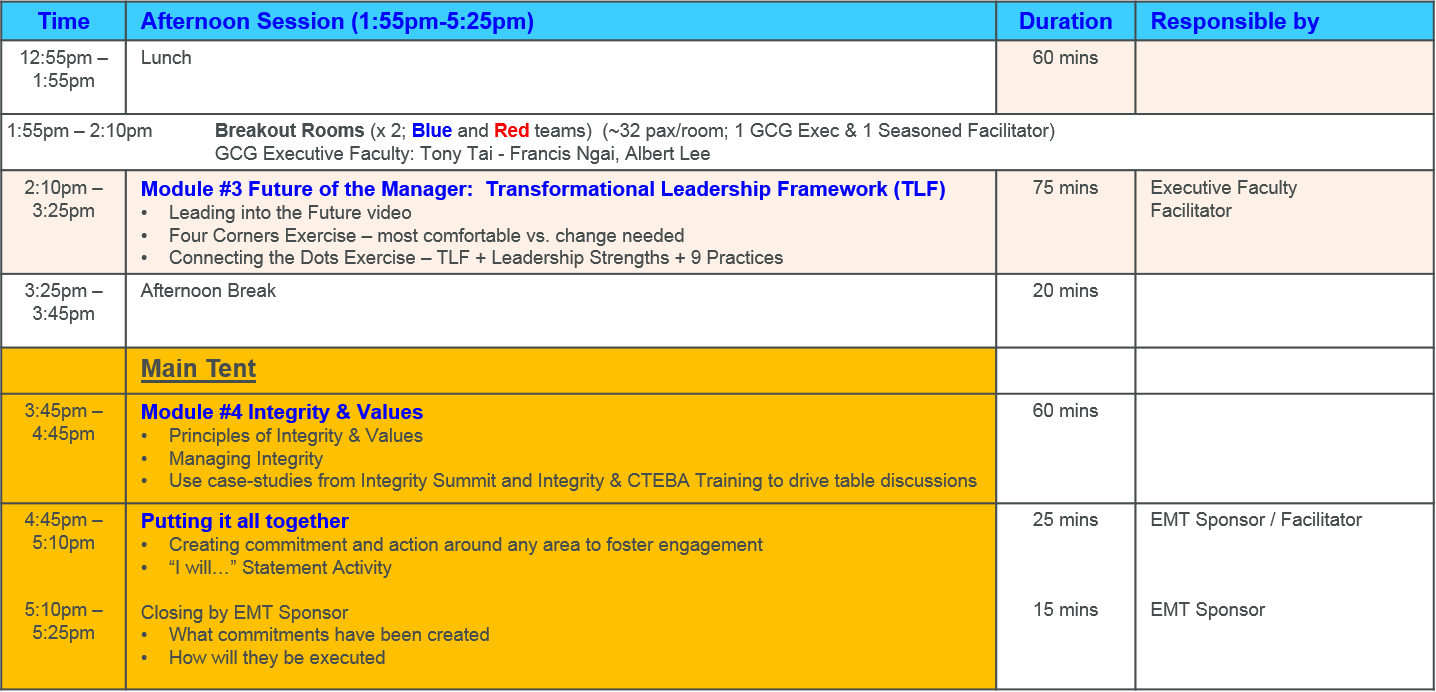 Time Afternoon Session (1:55pm-5:25pm) Duration Responsible by
12:55pm – Lunch 60 mins
1:55pm
1:55pm – 2:10pm Breakout Rooms (x 2; Blue and Red teams) (~32 pax/room; 1 GCG Exec & 1 Seasoned Facilitator)
GCG Executive Faculty: Tony Tai - Francis Ngai, Albert Lee
2:10pm – Module #3 Future of the Manager: Transformational Leadership Framework (TLF) 75 mins Executive Faculty
3:25pm • Leading into the Future video Facilitator
• Four Corners Exercise – most comfortable vs. change needed
• Connecting the Dots Exercise – TLF + Leadership Strengths + 9 Practices
3:25pm – Afternoon Break 20 mins
3:45pm
Main Tent
3:45pm – Module #4 Integrity & Values 60 mins
4:45pm • Principles of Integrity & Values
• Managing Integrity
• Use case-studies from Integrity Summit and Integrity & CTEBA Training to drive table discussions
4:45pm – Putting it all together 25 mins EMT Sponsor / Facilitator
5:10pm • Creating commitment and action around any area to foster engagement
• “I will…” Statement Activity
5:10pm – Closing by EMT Sponsor 15 mins EMT Sponsor
5:25pm • What commitments have been created
• How will they be executed